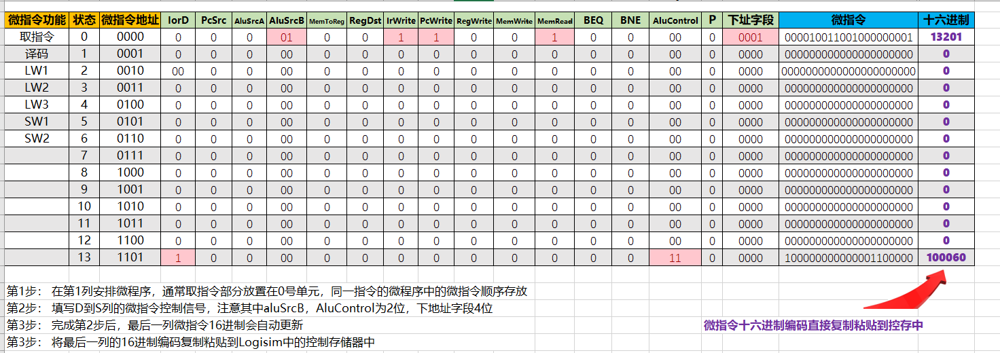 微指令功能 状态 微指令地址 IorD PcSrc AluSrcA AluSrcB MemToReg RegDst IrWrite PcWrite RegWrite MemWrite MemRead BEQ BNE AluControl P 下址字段 微指令 十六进制
取指令 0 0000 0 0 0 01 0 0 1 1 0 0 1 0 0 00 0 0001 000010011001000000001 13201
译码 1 0001 0 0 0 00 0 0 0 0 0 0 0 0 0 00 0 0000 000000000000000000000 0
LW1 2 0010 00 0 0 00 0 0 0 0 0 0 0 0 0 00 0 0000 0000000000000000000000 0
LW2 3 0011 0 0 0 00 0 0 0 0 0 0 0 0 0 00 0 0000 000000000000000000000 0
LW3 4 0100 0 0 0 00 0 0 0 0 0 0 0 0 0 00 0 0000 000000000000000000000 0
SW1 5 0101 0 0 0 00 0 0 0 0 0 0 0 0 0 00 0 0000 000000000000000000000 0
SW2 6 0110 0 0 0 00 0 0 0 0 0 0 0 0 0 00 0 0000 000000000000000000000 0
7 0111 0 0 0 00 0 0 0 0 0 0 0 0 0 00 0 0000 000000000000000000000 0
8 1000 0 0 0 00 0 0 0 0 0 0 0 0 0 00 0 0000 000000000000000000000 0
9 1001 0 0 0 00 0 0 0 0 0 0 0 0 0 00 0 0000 000000000000000000000 0
10 1010 0 0 0 00 0 0 0 0 0 0 0 0 0 00 0 0000 000000000000000000000 0
11 1011 0 0 0 00 0 0 0 0 0 0 0 0 0 00 0 0000 000000000000000000000 0
12 1100 0 0 0 00 0 0 0 0 0 0 0 0 0 00 0 0000 000000000000000000000 0
13 1101 1 0 0 00 0 0 0 0 0 0 0 0 0 11 0 0000 100000000000001100000 100060
第1步： 在第1列安排微程序，通常取指令部分放置在0号单元，同一指令的微程序中的微指令顺序存放
第2步： 填写D到S列的微指令控制信号，注意其中aluSrcB，AluControl为2位，下地址字段4位
第3步： 完成第2步后，最后一列微指令16进制会自动更新
微指令十六进制编码直接复制粘贴到控存中
第3步： 将最后一列的16进制编码复制粘贴到Logisim中的控制存储器中